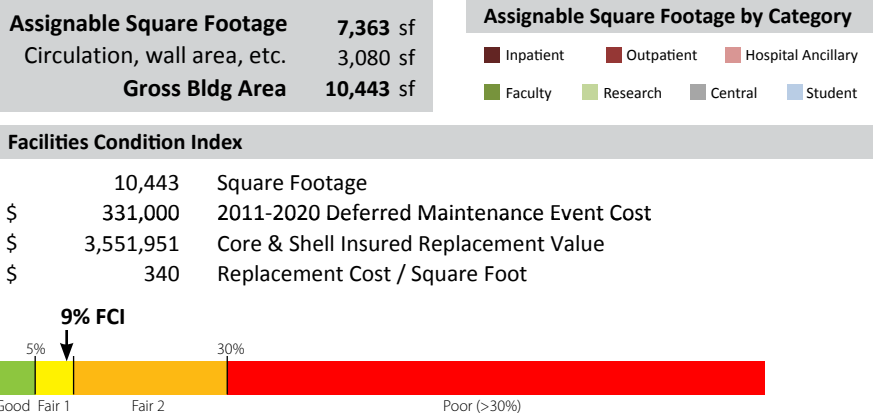 Assignable Square Footage 7,363 sf
Circulation, wall area, etc. 3,080 sf
Gross Bldg Area 10,443 sf
Assignable Square Footage by Category
Inpatient Outpatient Hospital Ancillary
Faculty Research Central Student
Facilities Condition Index
10,443 Square Footage
$ 331,000 2011-2020 Deferred Maintenance Event Cost
$ 3,551,951 Core & Shell Insured Replacement Value
$ 340 Replacement Cost / Square Foot
9% FCI
5% 30%
Good Fair 1 Fair 2 Poor (>30%)